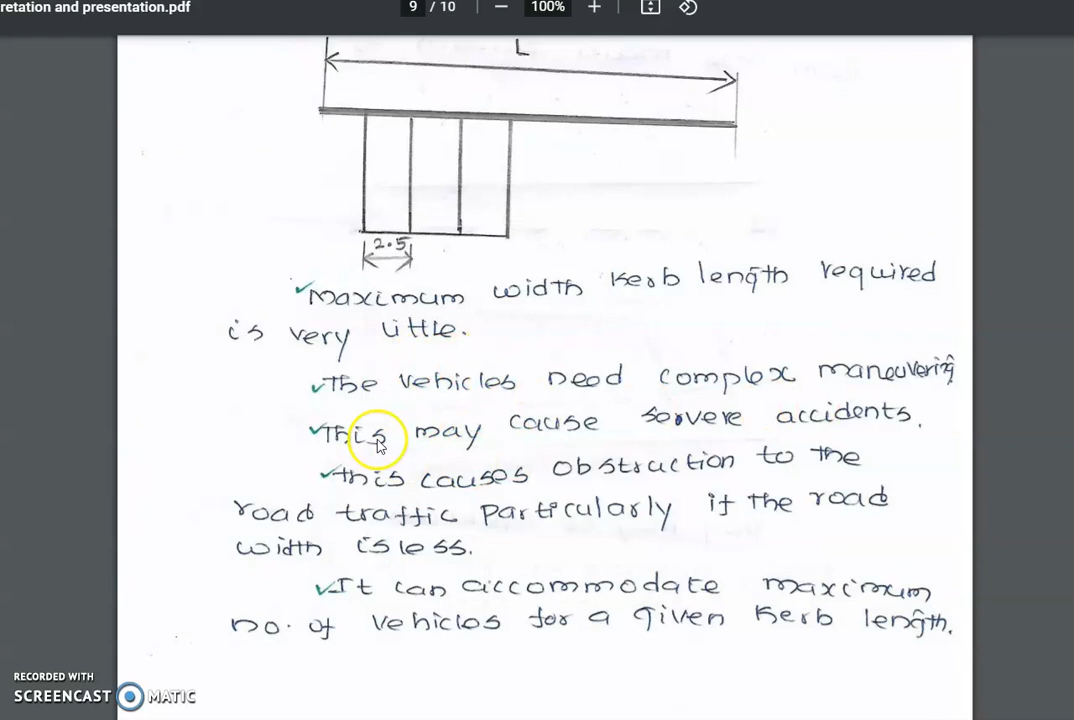 retation and presentation.pdf
9 / 10 — 100% +
L
2.5
✓Maximum width Kerb length required
is very little.
✓The vehicles need complex maneuvering
✓This may cause servere accidents.
✓This causes obstruction to the
road traffic particularly if the road
width is less.
✓It can accommodate maximum
no. of vehicles for a given Kerb length.
RECORDED WITH
SCREENCAST MATIC